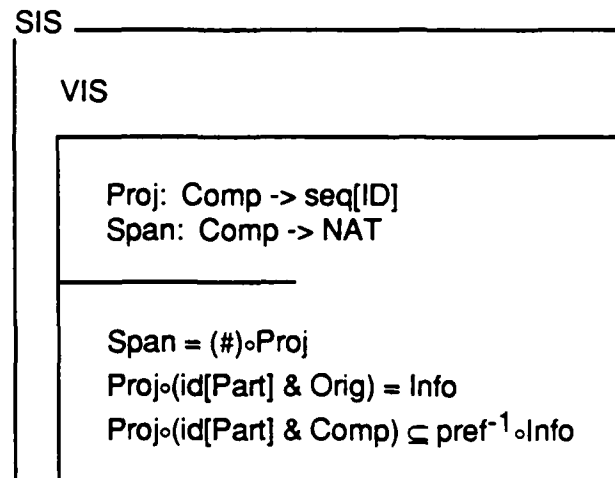 SIS
VIS
Proj: Comp -> seq[ID]
Span: Comp -> NAT
Span = (#)∘Proj
Proj∘(id[Part] & Orig) = Info
Proj∘(id[Part] & Comp) ⊆ pref⁻¹∘Info